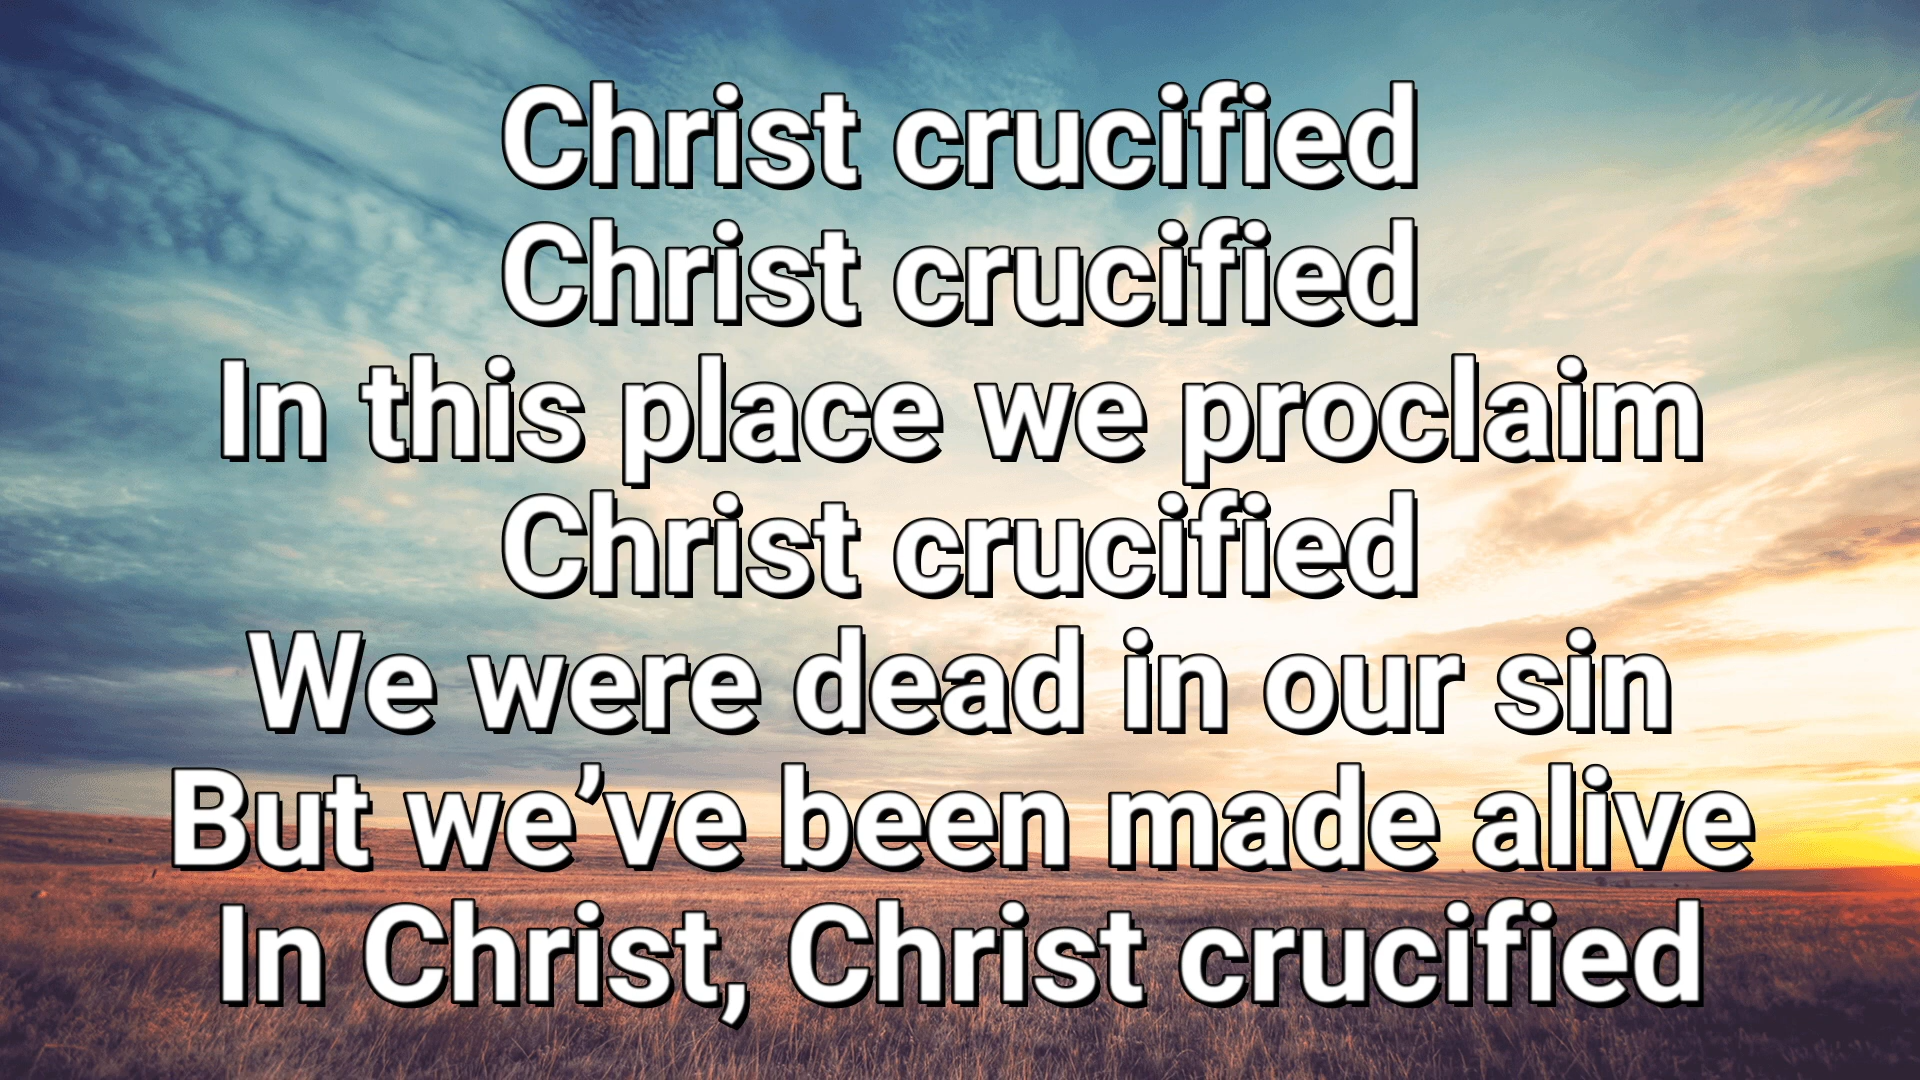 Christ crucified
Christ crucified
In this place we proclaim
Christ crucified
We were dead in our sin
But we’ve been made alive
In Christ, Christ crucified